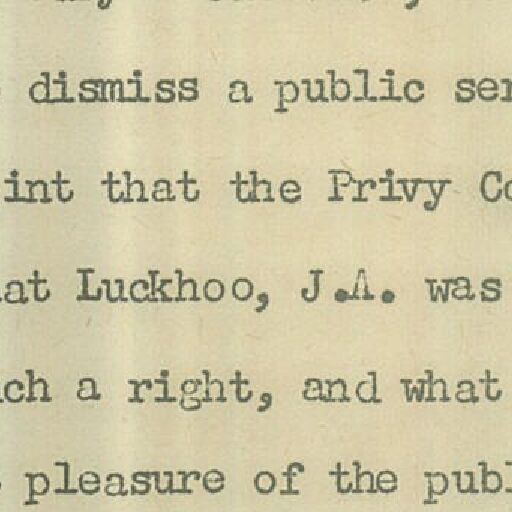 dismiss a public ser
int that the Privy Co
at Luckhoo, J.A. was
ch a right, and what
pleasure of the publ